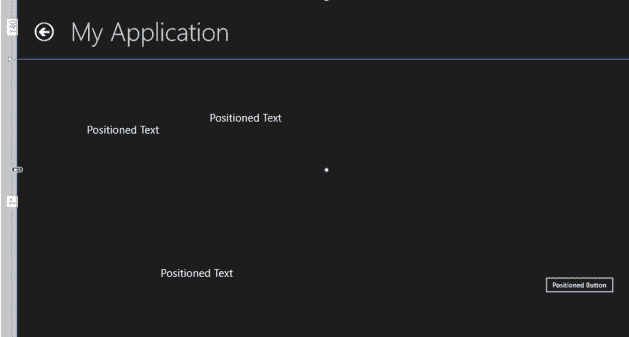 My Application
Positioned Text
Positioned Text
Positioned Text
Positioned Button